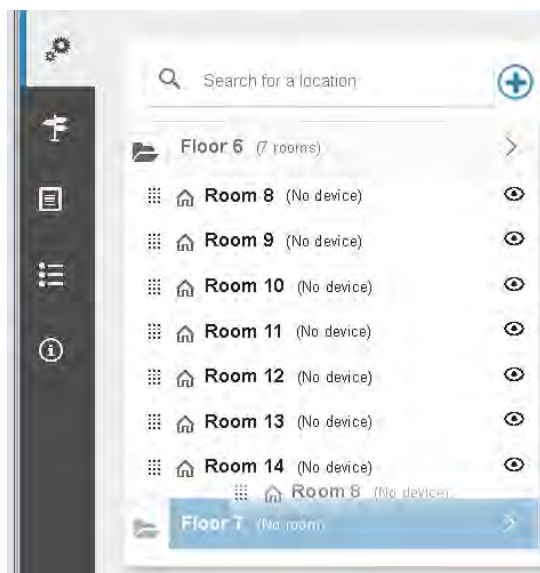 Search for a location
Floor 6 (7 rooms)
Room 8 (No device)
Room 9 (No device)
Room 10 (No device)
Room 11 (No device)
Room 12 (No device)
Room 13 (No device)
Room 14 (No device)
Room 8 (No device)
Floor 7 (No room)